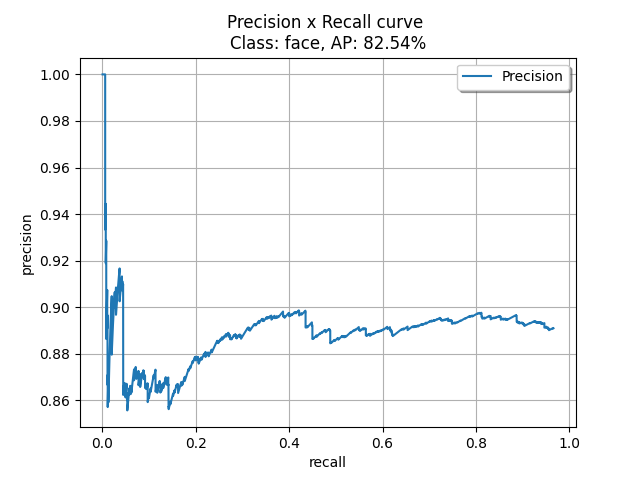 Precision x Recall curve
Class: face, AP: 82.54%
Precision
1.00
0.98
0.96
0.94
0.92
0.90
0.88
0.86
precision
0.0 0.2 0.4 0.6 0.8 1.0
recall